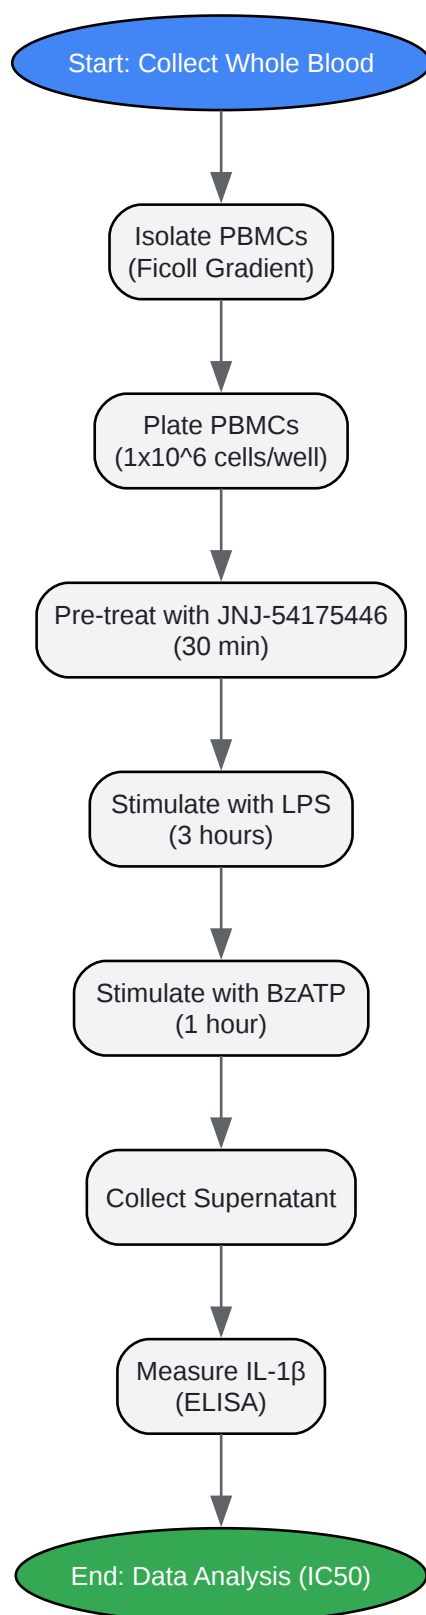 Start: Collect Whole Blood
Isolate PBMCs
(Ficoll Gradient)
Plate PBMCs
(1x10^6 cells/well)
Pre-treat with JNJ-54175446
(30 min)
Stimulate with LPS
(3 hours)
Stimulate with BzATP
(1 hour)
Collect Supernatant
Measure IL-1β
(ELISA)
End: Data Analysis (IC50)